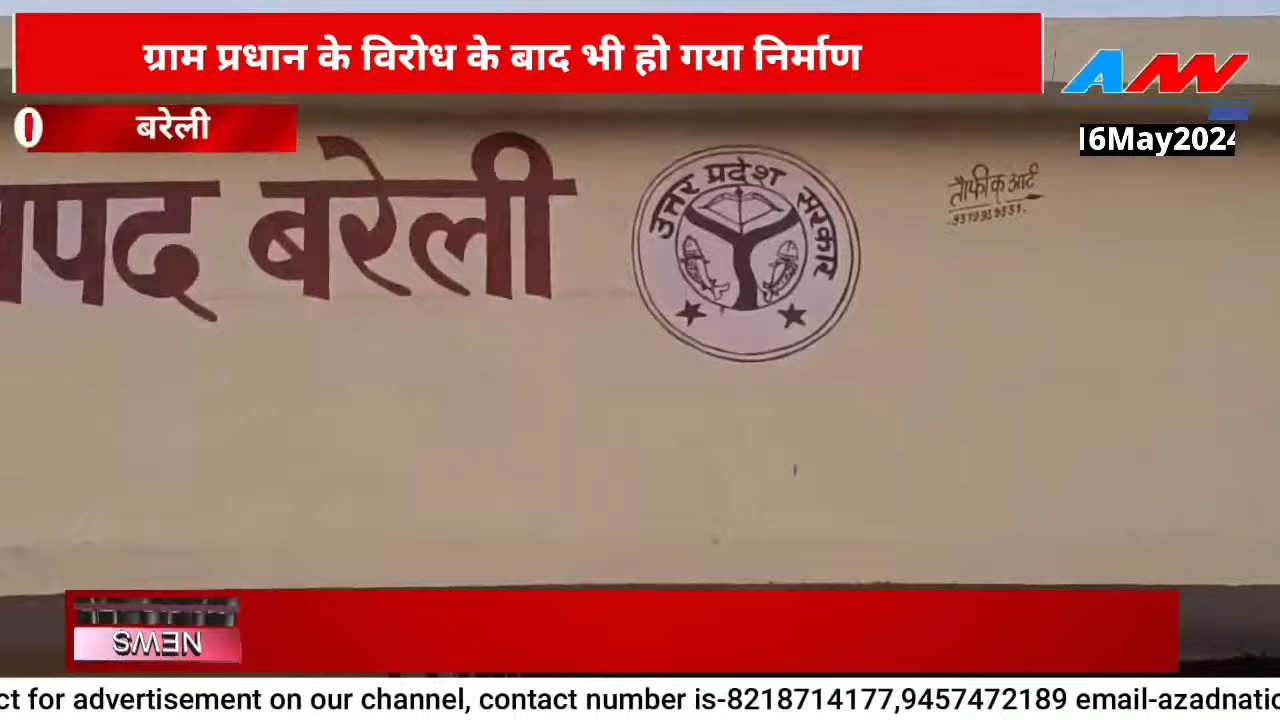 ग्राम प्रधान के विरोध के बाद भी हो गया निर्माण
16May2024
बरेली
पद बरेली
उत्तर प्रदेश सरकार
तौफीक आर्ट
NEWS
ct for advertisement on our channel, contact number is-8218714177,9457472189 email-azadnatio